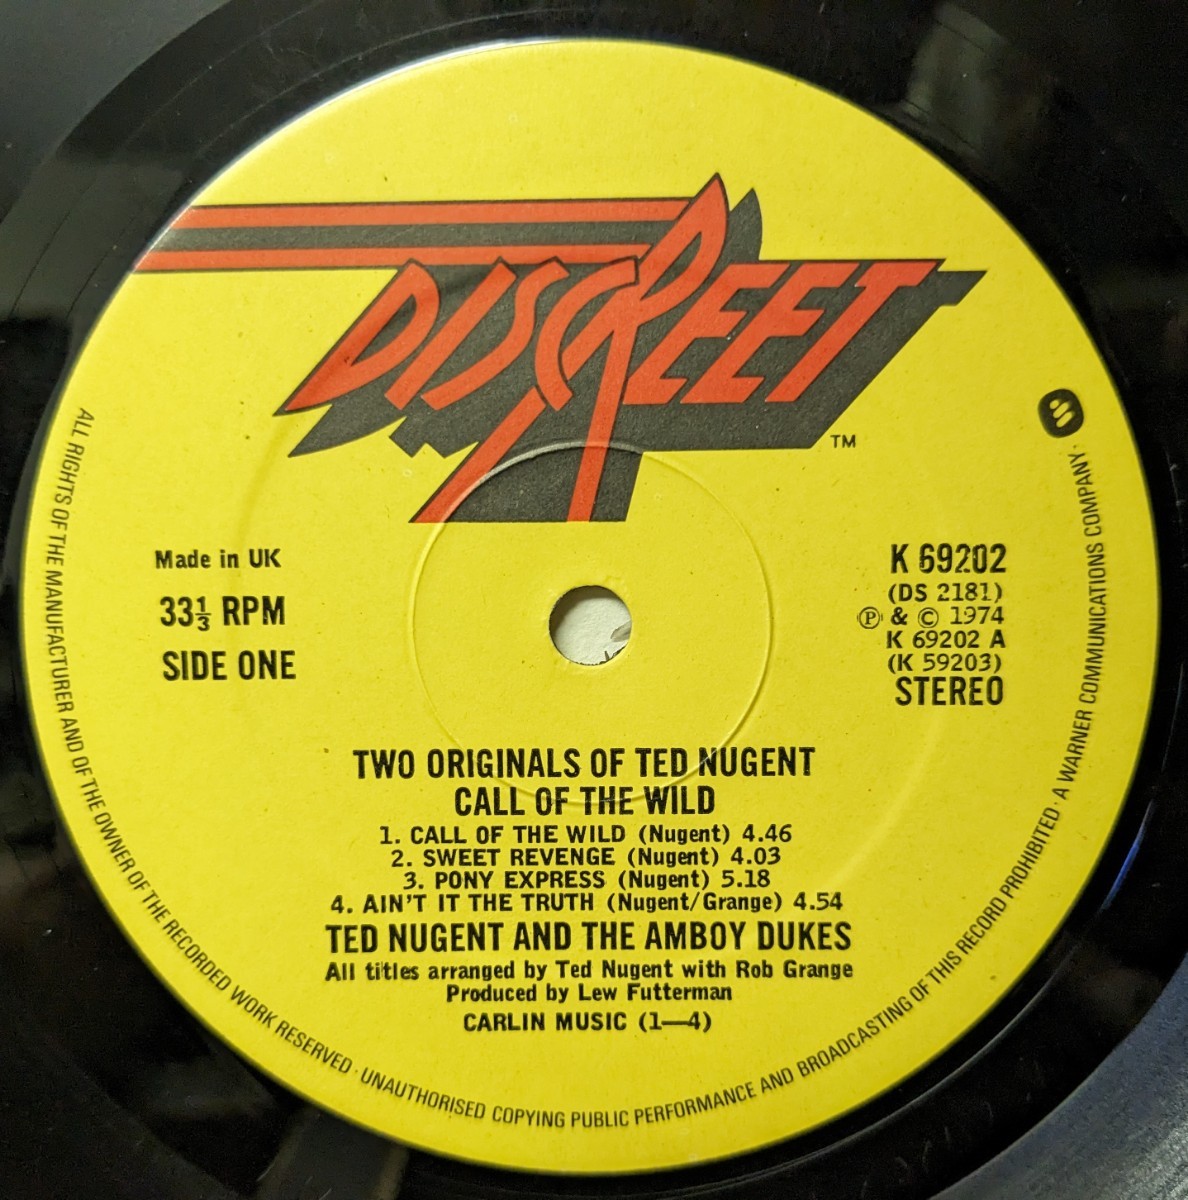 DISCREET
TM
Made in UK
33⅓ RPM
SIDE ONE
K 69202
(DS 2181)
Ⓟ & © 1974
K 69202 A
(K 59203)
STEREO
TWO ORIGINALS OF TED NUGENT
CALL OF THE WILD
1. CALL OF THE WILD (Nugent) 4.46
2. SWEET REVENGE (Nugent) 4.03
3. PONY EXPRESS (Nugent) 5.18
4. AIN'T IT THE TRUTH (Nugent/Grange) 4.54
TED NUGENT AND THE AMBOY DUKES
All titles arranged by Ted Nugent with Rob Grange
Produced by Lew Futterman
CARLIN MUSIC (1—4)
ALL RIGHTS OF THE MANUFACTURER AND OF THE OWNER OF THE RECORDED WORK RESERVED · UNAUTHORISED COPYING PUBLIC PERFORMANCE AND BROADCASTING OF THIS RECORD PROHIBITED · A WARNER COMMUNICATIONS COMPANY ·